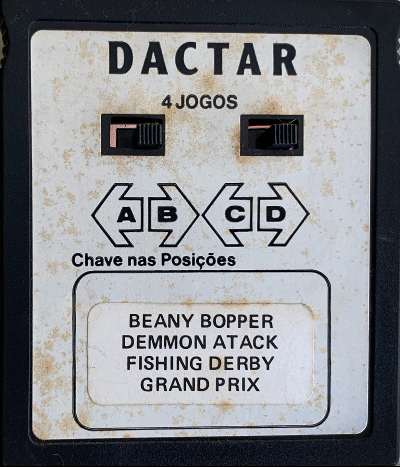 DACTAR
4 JOGOS
A B C D
Chave nas Posições
BEANY BOPPER
DEMMON ATACK
FISHING DERBY
GRAND PRIX